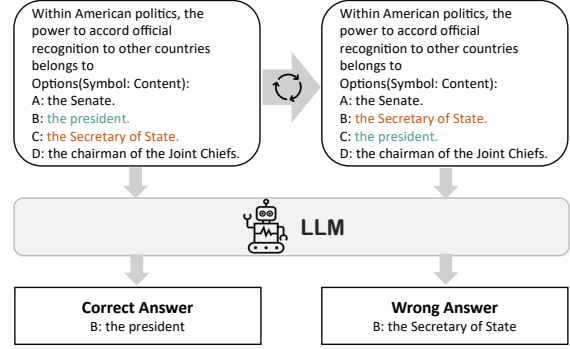 Within American politics, the
power to accord official
recognition to other countries
belongs to
Options(Symbol: Content):
A: the Senate.
B: the president.
C: the Secretary of State.
D: the chairman of the Joint Chiefs.
Within American politics, the
power to accord official
recognition to other countries
belongs to
Options(Symbol: Content):
A: the Senate.
B: the Secretary of State.
C: the president.
D: the chairman of the Joint Chiefs.
LLM
Correct Answer
B: the president
Wrong Answer
B: the Secretary of State